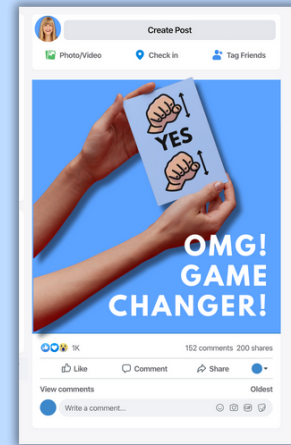 Create Post
Photo/Video Check in Tag Friends
YES
OMG!
GAME
CHANGER!
1K 152 comments 200 shares
Like Comment Share
View comments Oldest
Write a comment... GIF